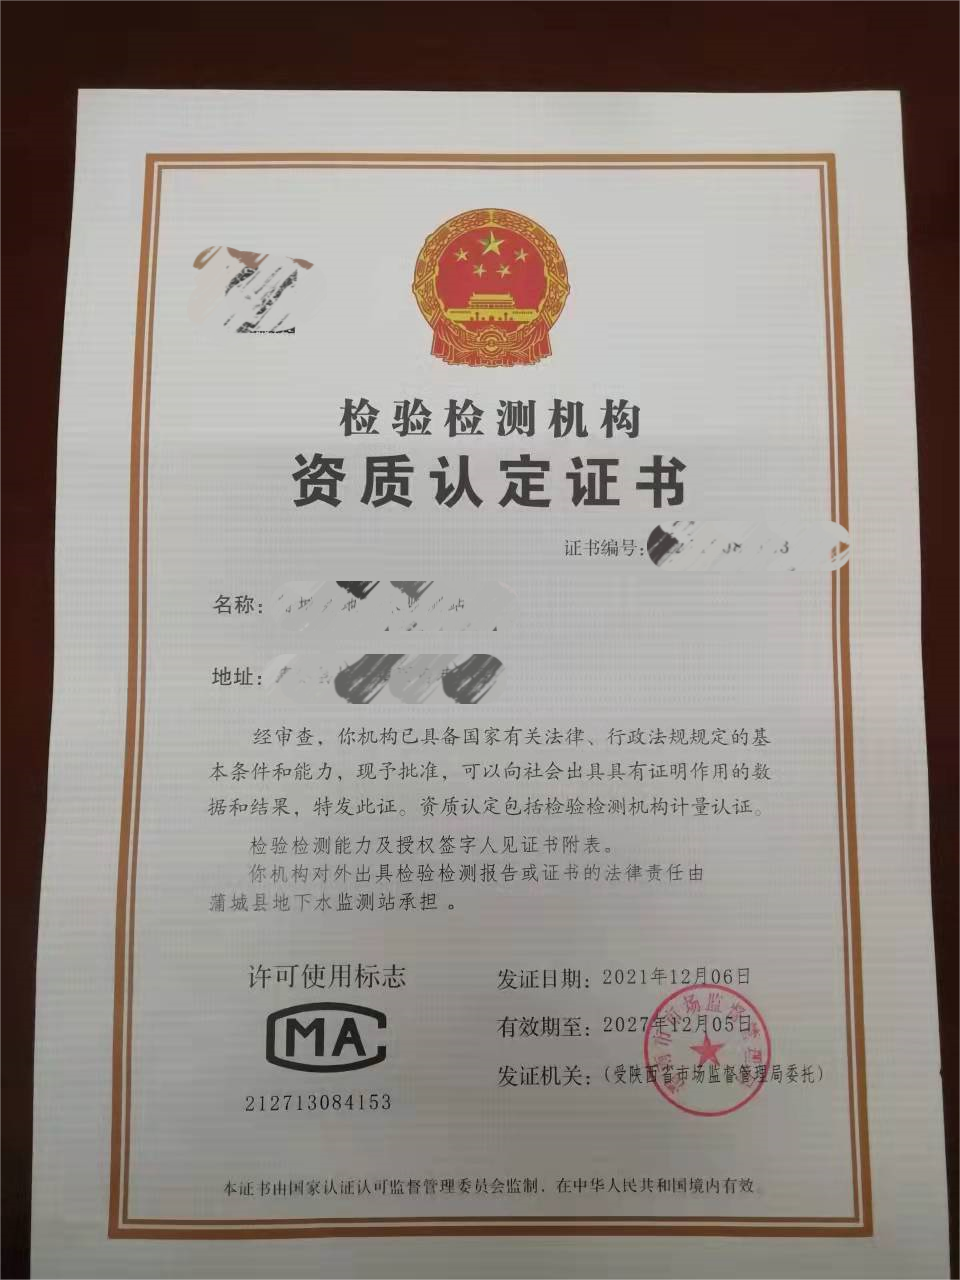 检验检测机构
资质认定证书
证书编号:
名称:
地址:
经审查，你机构已具备国家有关法律、行政法规规定的基
本条件和能力，现予批准，可以向社会出具具有证明作用的数
据和结果，特发此证。资质认定包括检验检测机构计量认证。
检验检测能力及授权签字人见证书附表。
你机构对外出具检验检测报告或证书的法律责任由
蒲城县地下水监测站承担。
许可使用标志
MA
212713084153
发证日期: 2021年12月06日
有效期至: 2027年12月05日
发证机关: (受陕西省市场监督管理局委托)
本证书由国家认证认可监督管理委员会监制，在中华人民共和国境内有效。